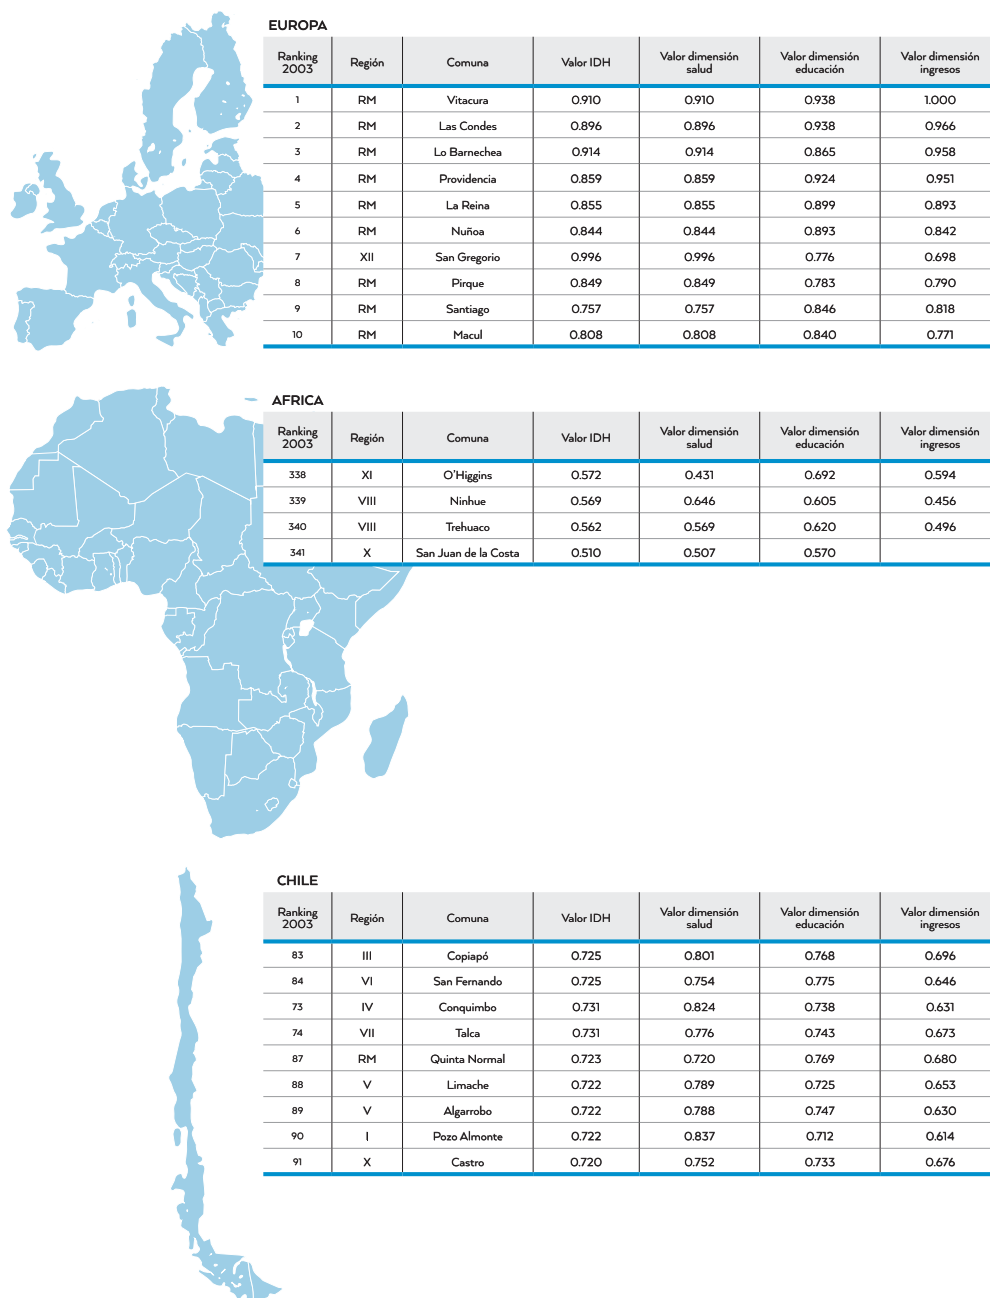 EUROPA
Ranking 2003 Región Comuna Valor IDH Valor dimensión salud Valor dimensión educación Valor dimensión ingresos
1 RM Vitacura 0.910 0.910 0.938 1.000
2 RM Las Condes 0.896 0.896 0.938 0.966
3 RM Lo Barnechea 0.914 0.914 0.865 0.958
4 RM Providencia 0.859 0.859 0.924 0.951
5 RM La Reina 0.855 0.855 0.899 0.893
6 RM Nuñoa 0.844 0.844 0.893 0.842
7 XII San Gregorio 0.996 0.996 0.776 0.698
8 RM Pirque 0.849 0.849 0.783 0.790
9 RM Santiago 0.757 0.757 0.846 0.818
10 RM Macul 0.808 0.808 0.840 0.771
AFRICA
Ranking 2003 Región Comuna Valor IDH Valor dimensión salud Valor dimensión educación Valor dimensión ingresos
338 XI O'Higgins 0.572 0.431 0.692 0.594
339 VIII Ninhue 0.569 0.646 0.605 0.456
340 VIII Trehuaco 0.562 0.569 0.620 0.496
341 X San Juan de la Costa 0.510 0.507 0.570
CHILE
Ranking 2003 Región Comuna Valor IDH Valor dimensión salud Valor dimensión educación Valor dimensión ingresos
83 III Copiapó 0.725 0.801 0.768 0.696
84 VI San Fernando 0.725 0.754 0.775 0.646
73 IV Conquimbo 0.731 0.824 0.738 0.631
74 VII Talca 0.731 0.776 0.743 0.673
87 RM Quinta Normal 0.723 0.720 0.769 0.680
88 V Limache 0.722 0.789 0.725 0.653
89 V Algarrobo 0.722 0.788 0.747 0.630
90 I Pozo Almonte 0.722 0.837 0.712 0.614
91 X Castro 0.720 0.752 0.733 0.676